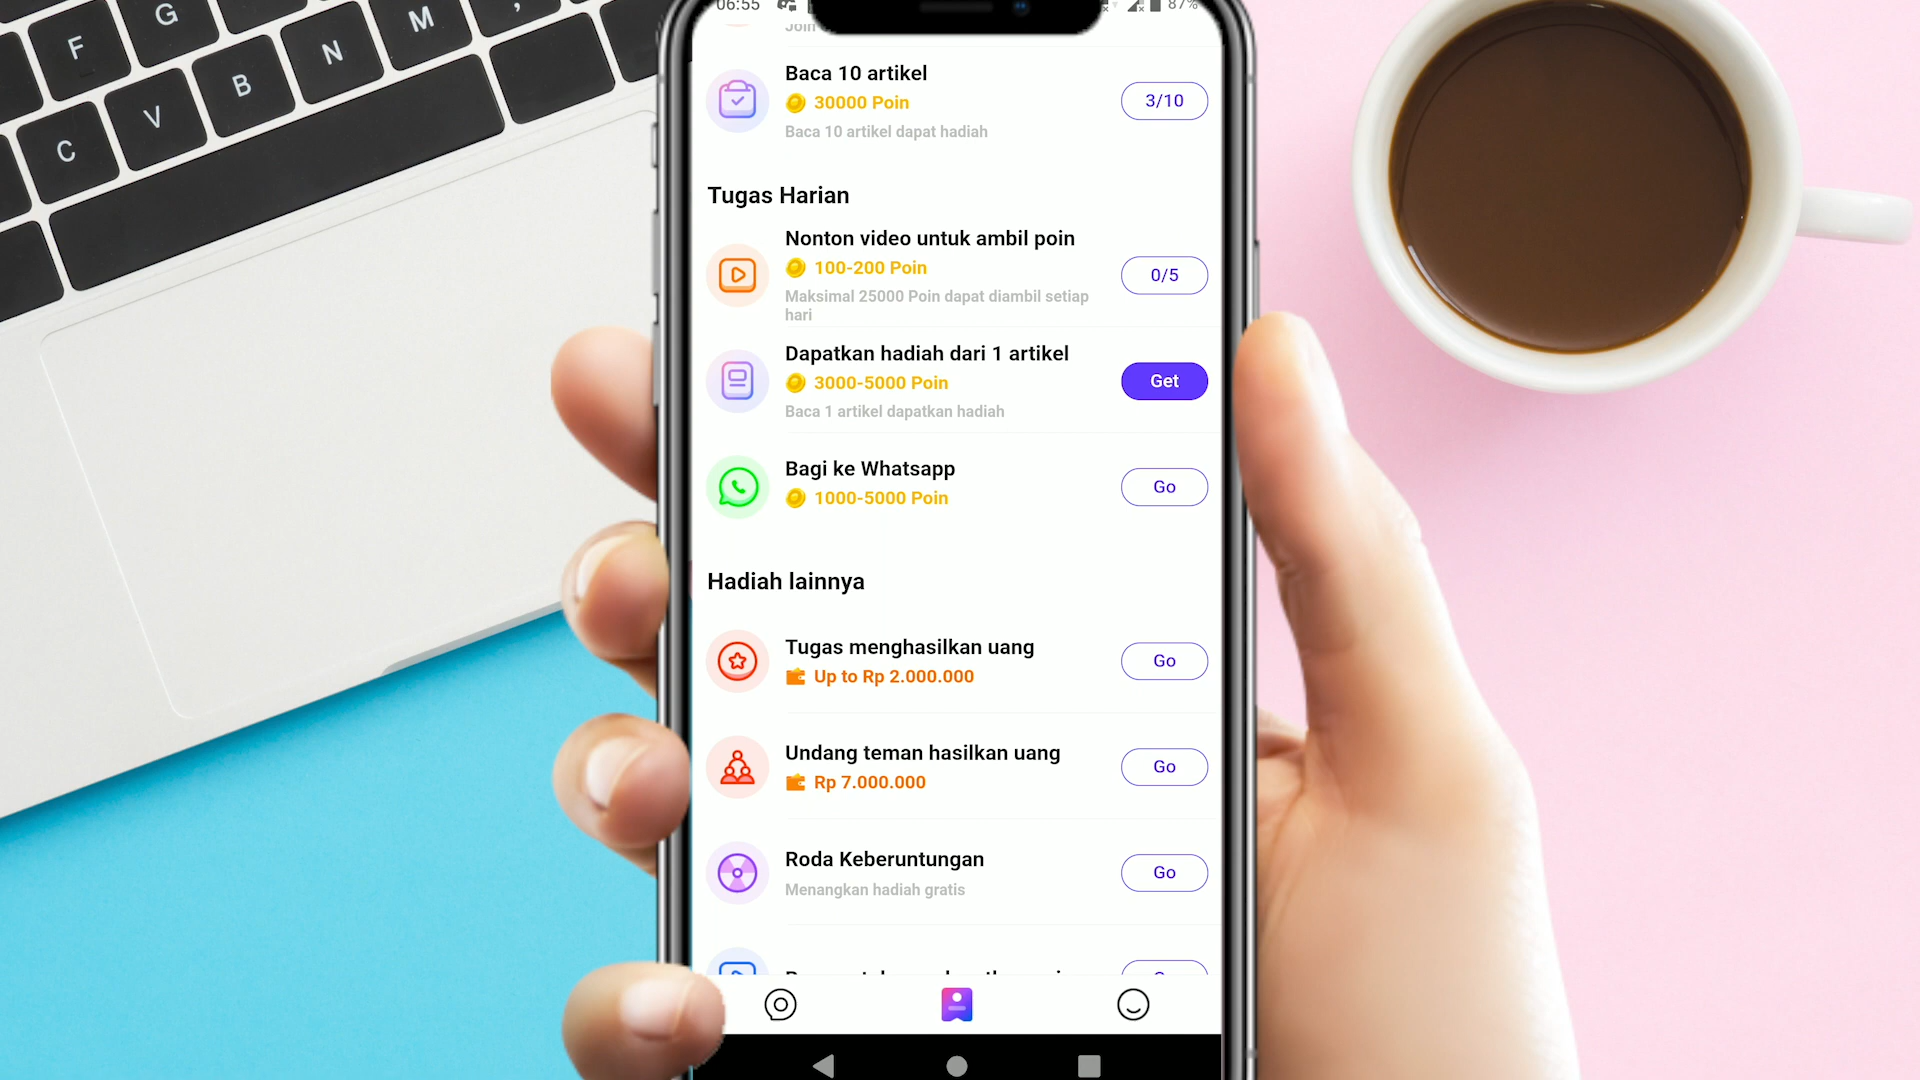 G
M
F
N
B
V
C
06:55
87%
Join
Baca 10 artikel
30000 Poin
3/10
Baca 10 artikel dapat hadiah
Tugas Harian
Nonton video untuk ambil poin
100-200 Poin
0/5
Maksimal 25000 Poin dapat diambil setiap
hari
Dapatkan hadiah dari 1 artikel
3000-5000 Poin
Get
Baca 1 artikel dapatkan hadiah
Bagi ke Whatsapp
1000-5000 Poin
Go
Hadiah lainnya
Tugas menghasilkan uang
Up to Rp 2.000.000
Go
Undang teman hasilkan uang
Rp 7.000.000
Go
Roda Keberuntungan
Go
Menangkan hadiah gratis